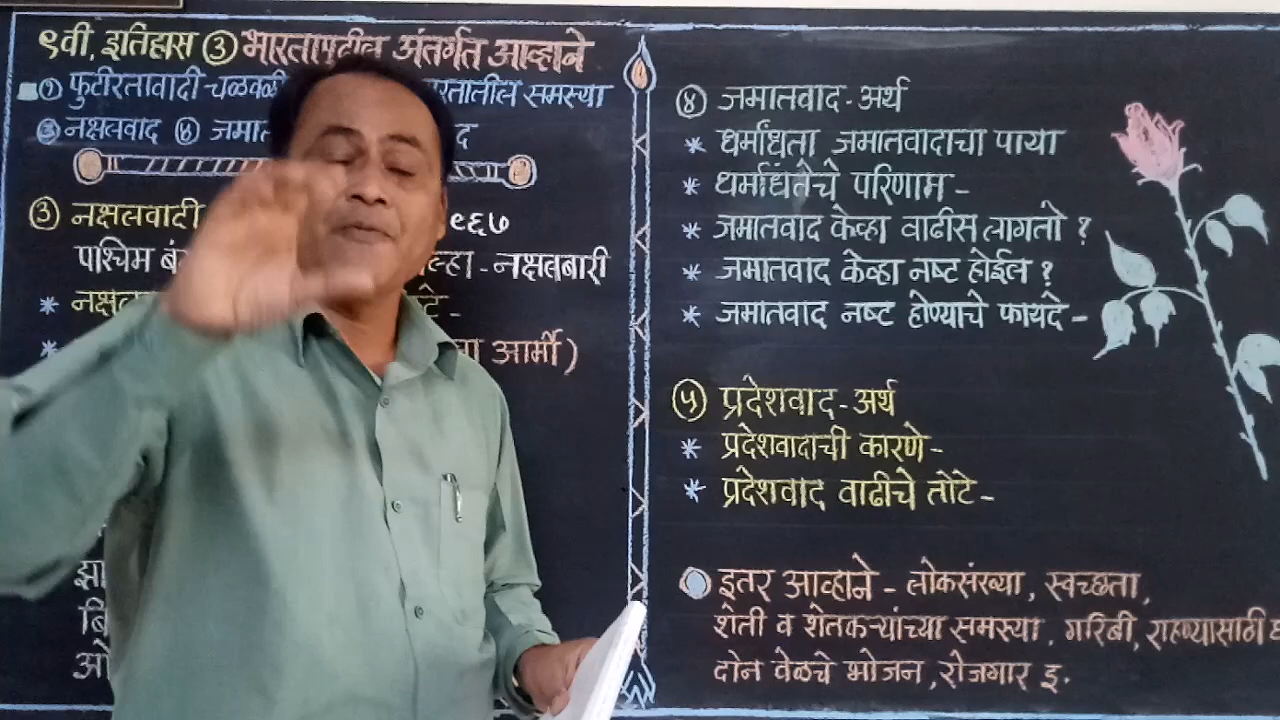 ९वी, इतिहास ③ भारतापुढील अंतर्गत आव्हाने
① फुटीरतावादी चळवळी समस्या
③ नक्षलवाद ④
③ नक्षलवादी १९६७
पाश्चिम - नक्षलबारी
*
* आर्मी)
④ जमातवाद - अर्थ
* धर्मांधता जमातवादाचा पाया
* धर्मांधतेचे परिणाम -
* जमातवाद केव्हा वाढीस लागतो ?
* जमातवाद केव्हा नष्ट होईल ?
* जमातवाद नष्ट होण्याचे फायदे -
⑤ प्रदेशवाद - अर्थ
* प्रदेशवादाची कारणे -
* प्रदेशवाद वाढीचे तोटे -
इतर आव्हाने - लोकसंख्या, स्वच्छता,
शेती व शेतकऱ्यांच्या समस्या, गरिबी, राहण्यासाठी
दोन वेळचे भोजन, रोजगार इ.